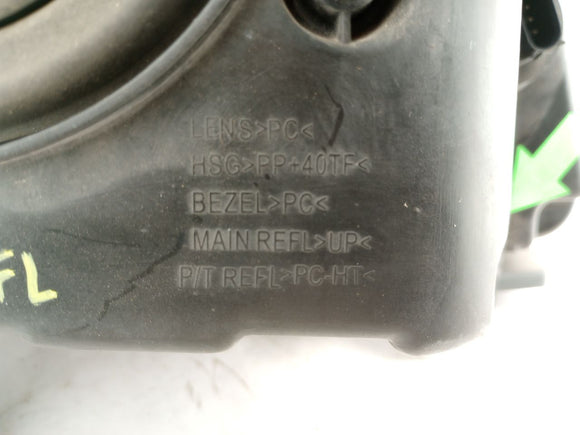 LENS>PC<
HSG>PP+40TF<
BEZEL>PC<
MAIN REFL>UP<
P/T REFL>PC-HT<
FL